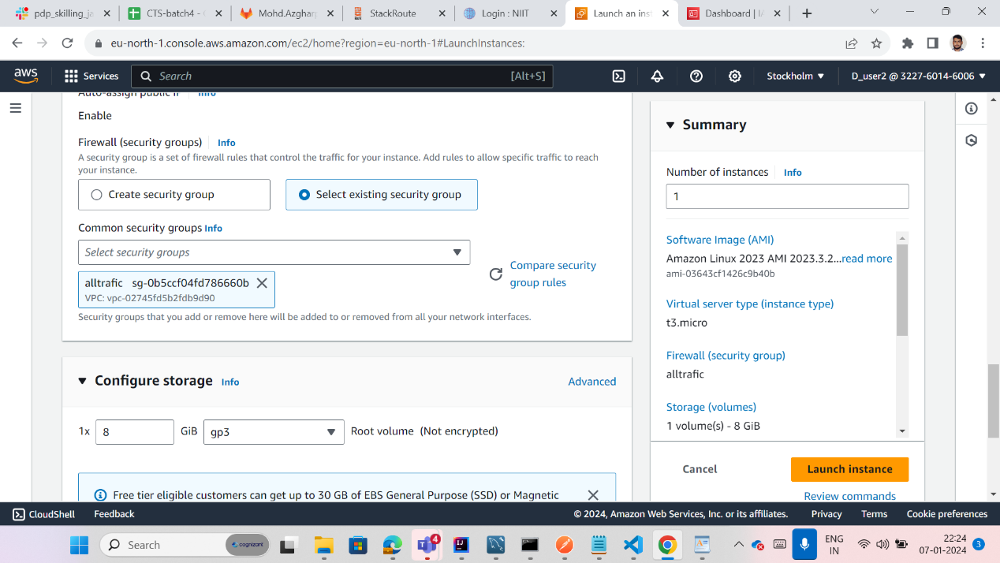 pdp_skilling_ja
CTS-batch4 -
Mohd.Azgharp
StackRoute
Login : NIIT
Launch an inst
Dashboard | IA
eu-north-1.console.aws.amazon.com/ec2/home?region=eu-north-1#LaunchInstances:
aws
Services
Search
[Alt+S]
Stockholm
D_user2 @ 3227-6014-6006
Auto-assign public IP Info
Enable
Firewall (security groups) Info
A security group is a set of firewall rules that control the traffic for your instance. Add rules to allow specific traffic to reach
your instance.
Create security group
Select existing security group
Common security groups Info
Select security groups
Compare security
group rules
alltrafic sg-0b5ccf04fd786660b
VPC: vpc-02745fd5b2fdb9d90
Security groups that you add or remove here will be added to or removed from all your network interfaces.
Configure storage Info
Advanced
1x 8 GiB gp3 Root volume (Not encrypted)
Free tier eligible customers can get up to 30 GB of EBS General Purpose (SSD) or Magnetic
Summary
Number of instances Info
1
Software Image (AMI)
Amazon Linux 2023 AMI 2023.3.2...read more
ami-03643cf1426c9b40b
Virtual server type (instance type)
t3.micro
Firewall (security group)
alltrafic
Storage (volumes)
1 volume(s) - 8 GiB
Cancel
Launch instance
Review commands
CloudShell
Feedback
© 2024, Amazon Web Services, Inc. or its affiliates.
Privacy
Terms
Cookie preferences
Search
cognizant
4
ENG
IN
22:24
07-01-2024
3